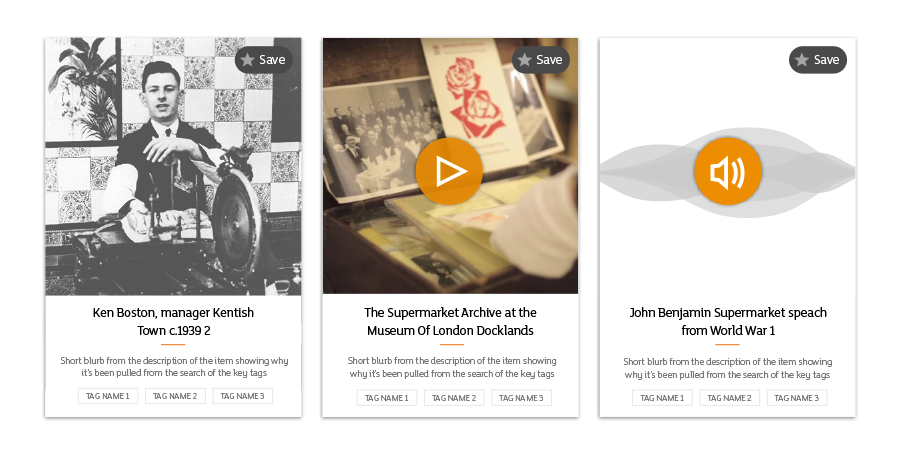 Save
Ken Boston, manager Kentish
Town c.1939 2
Short blurb from the description of the item showing why
it's been pulled from the search of the key tags
TAG NAME 1 TAG NAME 2 TAG NAME 3
Save
The Supermarket Archive at the
Museum Of London Docklands
Short blurb from the description of the item showing
why it's been pulled from the search of the key tags
TAG NAME 1 TAG NAME 2 TAG NAME 3
Save
John Benjamin Supermarket speach
from World War 1
Short blurb from the description of the item showing
why it's been pulled from the search of the key tags
TAG NAME 1 TAG NAME 2 TAG NAME 3